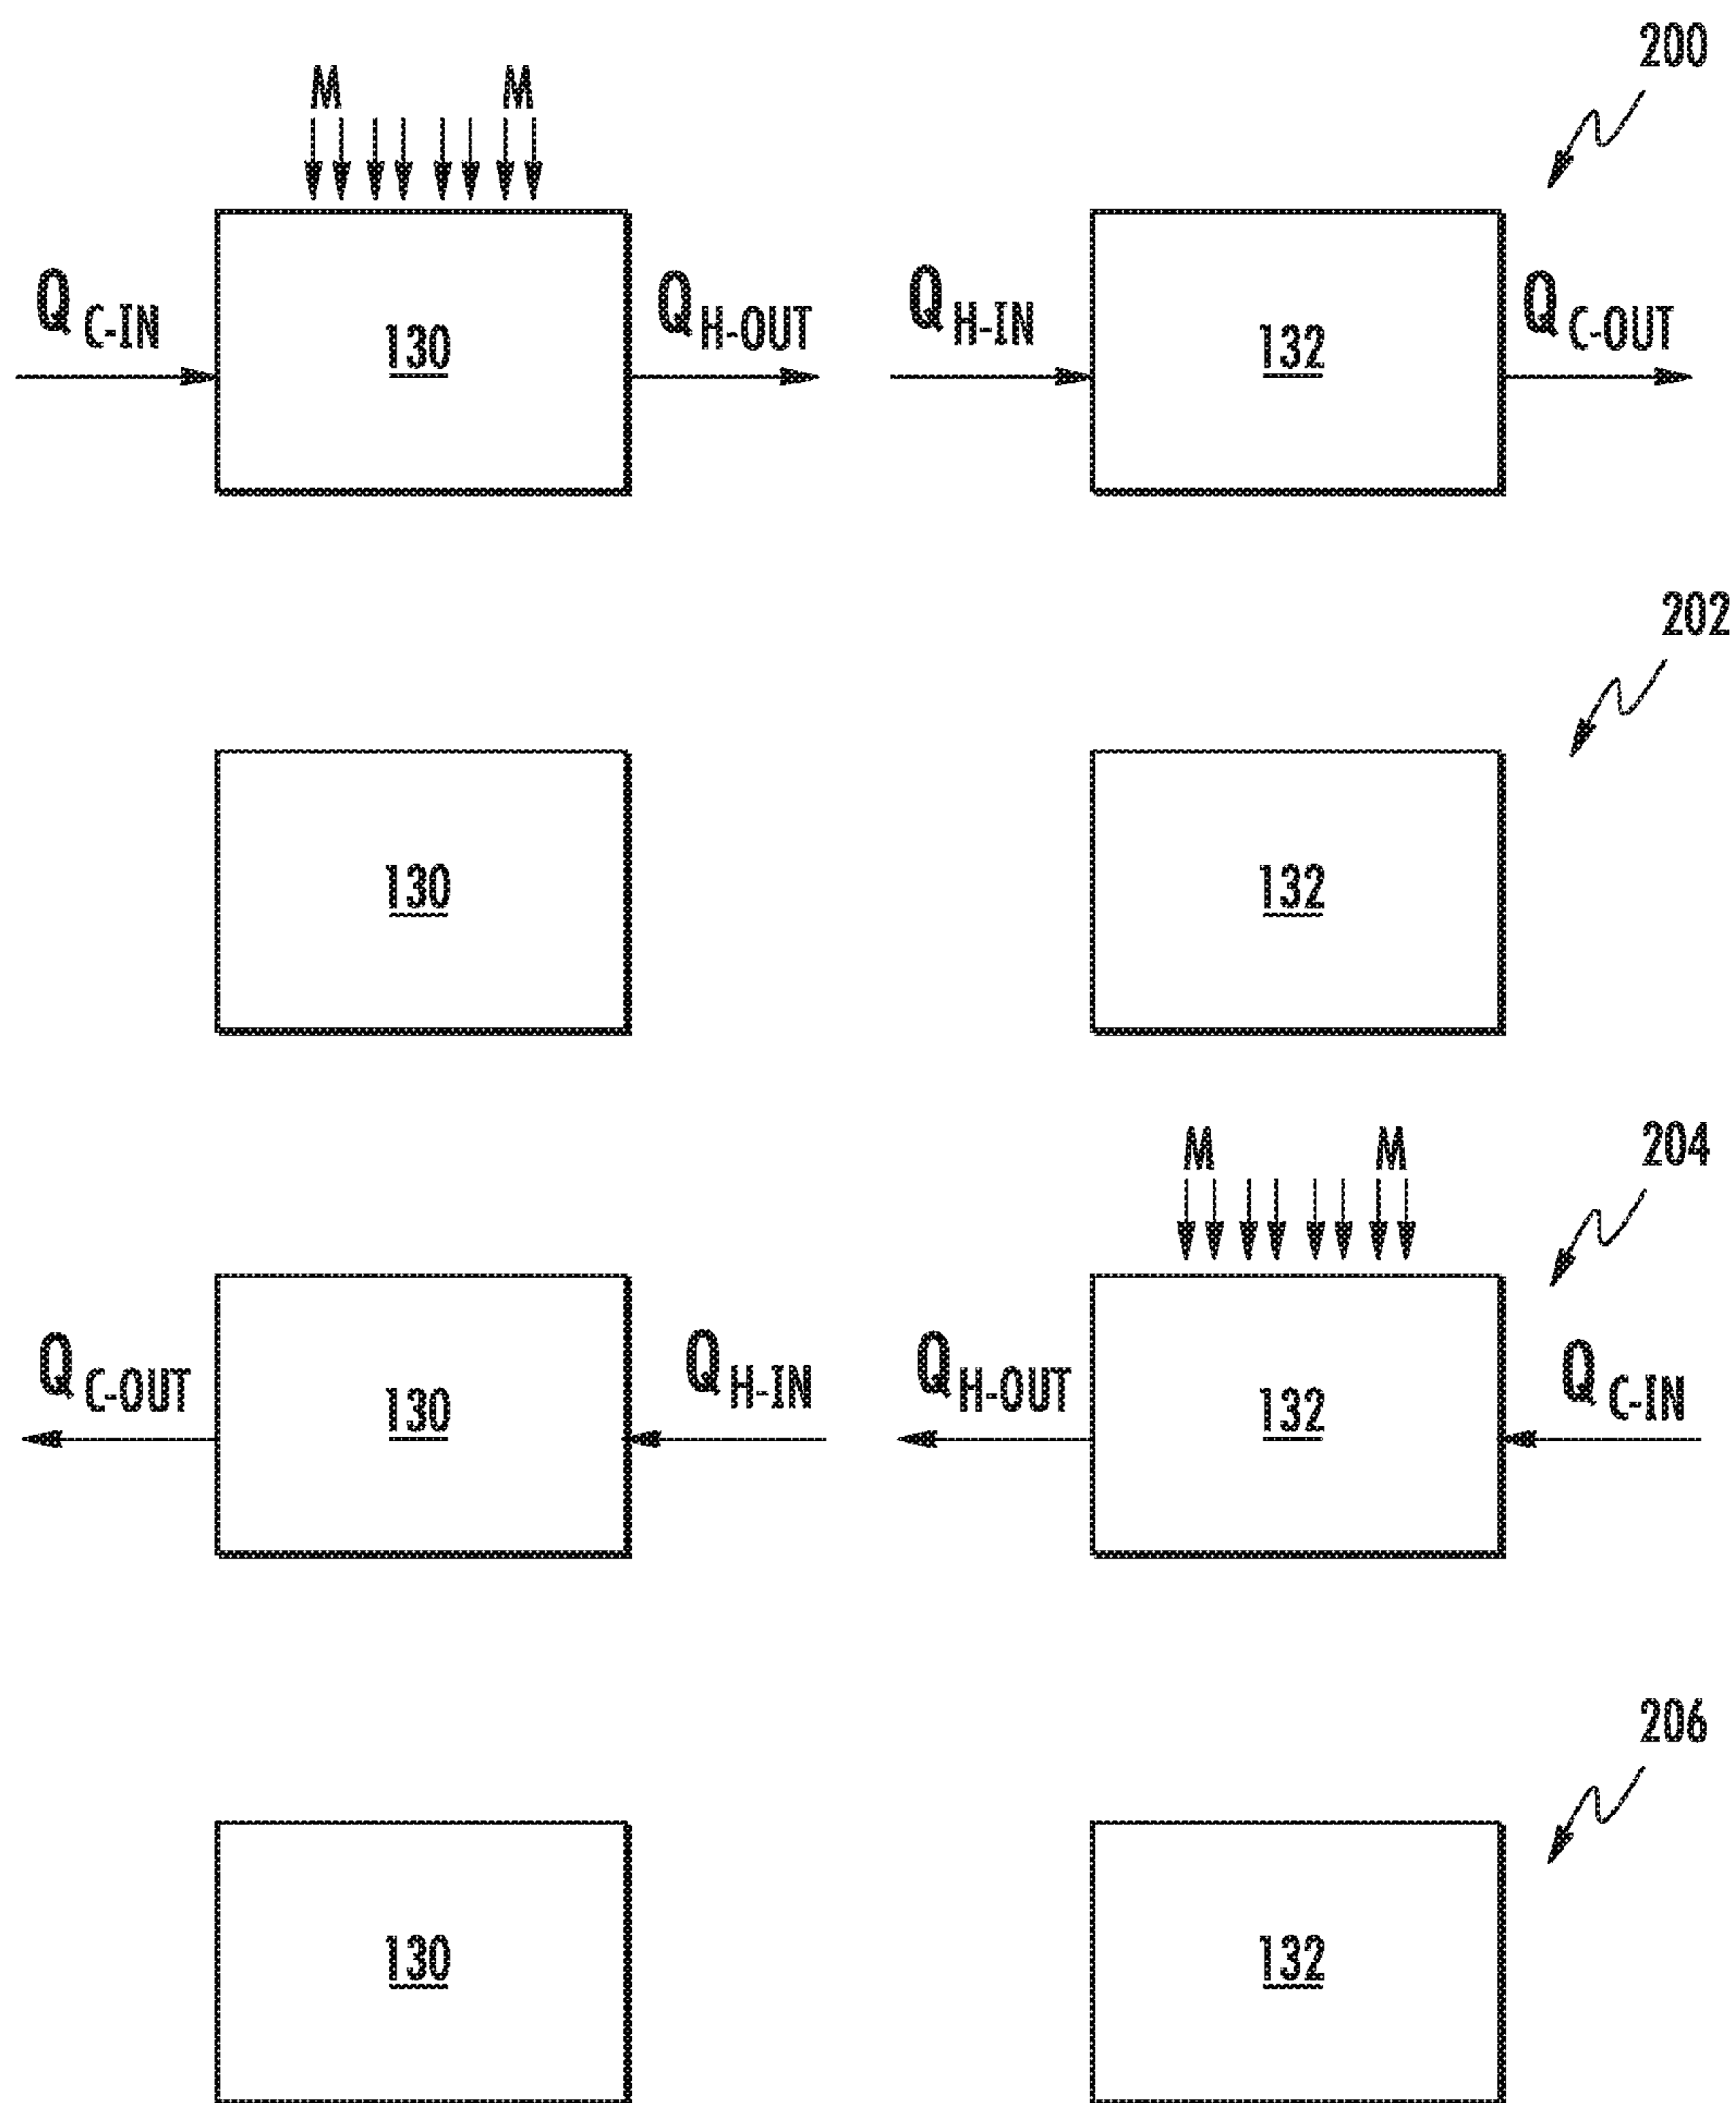 200
M M
Q C-IN 130 Q H-OUT Q H-IN 132 Q C-OUT
202
130 132
204
M M
Q C-OUT 130 Q H-IN Q H-OUT 132 Q C-IN
206
130 132